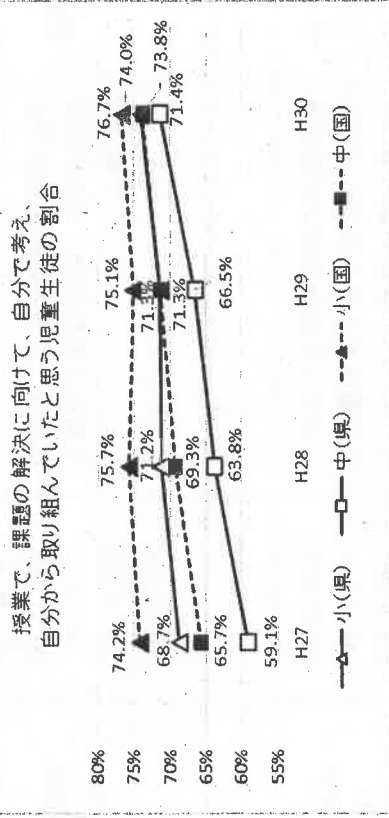 授業で、課題の解決に向けて、自分で考え、
自分から取り組んでいたと思う児童生徒の割合
80%
75%
70%
65%
60%
55%
74.2%
68.7%
65.7%
59.1%
75.7%
71.2%
69.3%
63.8%
75.1%
71.3%
71.3%
66.5%
76.7%
74.0%
73.8%
71.4%
H27
H28
H29
H30
小(県)
中(県)
小(国)
中(国)